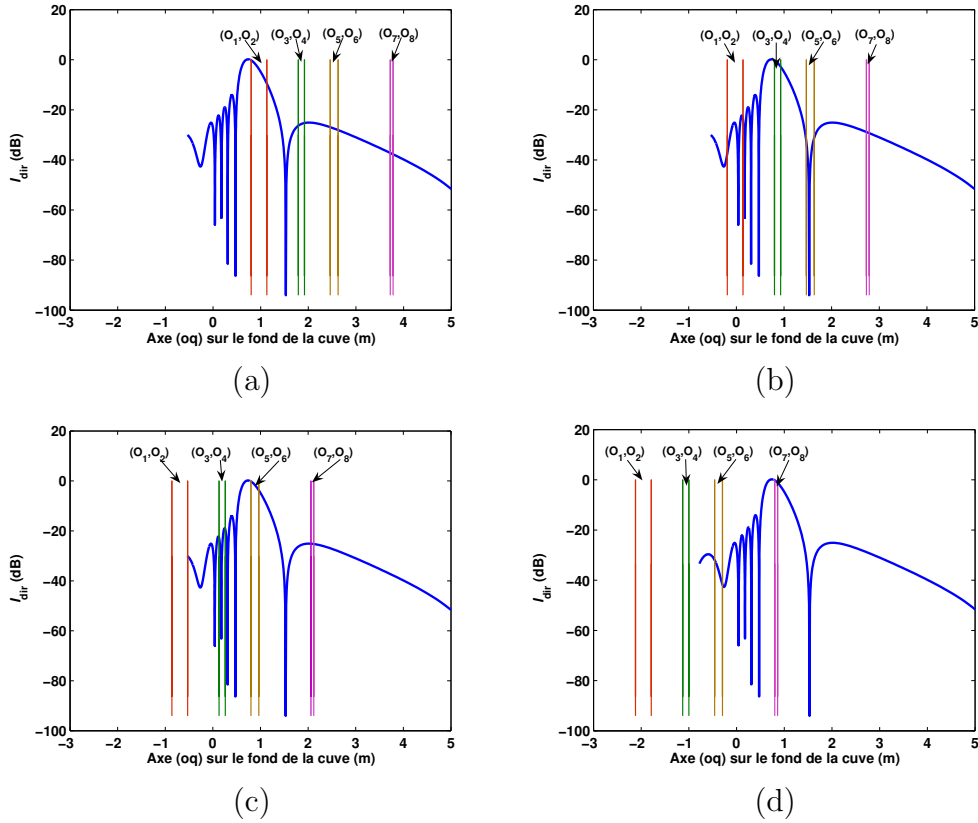 (O1,O2) (O3,O4) (O5,O6) (O7,O8)
20
0
−20
−40
−60
−80
−100
Idir (dB)
−3 −2 −1 0 1 2 3 4 5
Axe (oq) sur le fond de la cuve (m)
(a)
(O1,O2) (O3,O4) (O5,O6) (O7,O8)
20
0
−20
−40
−60
−80
−100
Idir (dB)
−3 −2 −1 0 1 2 3 4 5
Axe (oq) sur le fond de la cuve (m)
(b)
(O1,O2) (O3,O4) (O5,O6) (O7,O8)
20
0
−20
−40
−60
−80
−100
Idir (dB)
−3 −2 −1 0 1 2 3 4 5
Axe (oq) sur le fond de la cuve (m)
(c)
(O1,O2) (O3,O4) (O5,O6) (O7,O8)
20
0
−20
−40
−60
−80
−100
Idir (dB)
−3 −2 −1 0 1 2 3 4 5
Axe (oq) sur le fond de la cuve (m)
(d)